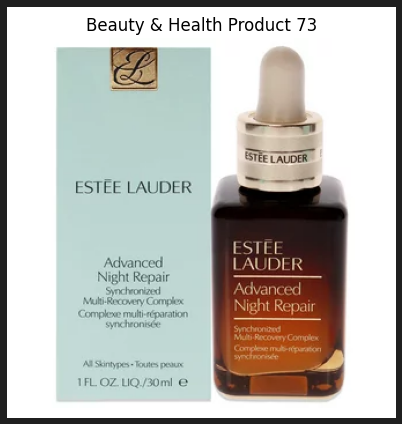 Beauty & Health Product 73
ESTĒE LAUDER
Advanced
Night Repair
Synchronized
Multi-Recovery Complex
Complexe multi-réparation
synchronisée
All Skintypes • Toutes peaux
1 FL. OZ. LIQ./30 ml ℮
ESTĒE LAUDER
ESTĒE
LAUDER
Advanced
Night Repair
Synchronized
Multi-Recovery Complex
Complexe multi-réparation
synchronisée